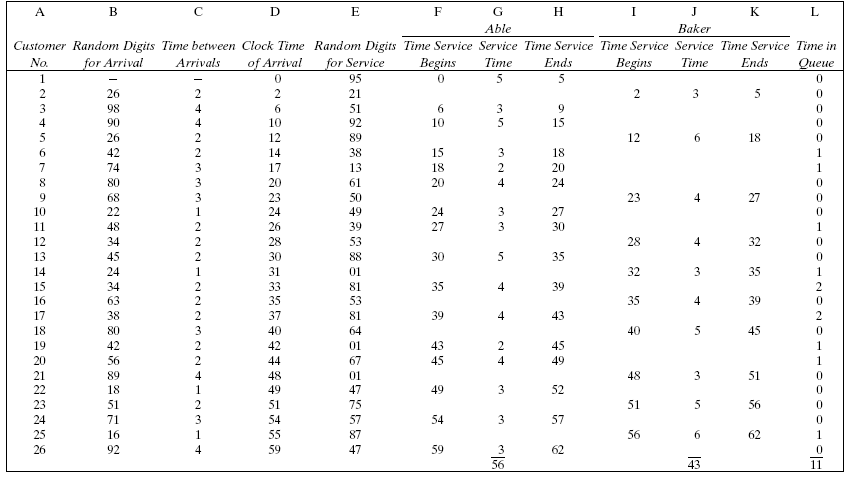 A B C D E F G H I J K L
Able Baker
Customer Random Digits Time between Clock Time Random Digits Time Service Service Time Service Time Service Service Time Service Time in
No. for Arrival Arrivals of Arrival for Service Begins Time Ends Begins Time Ends Queue
1 – – 0 95 0 5 5 0
2 26 2 2 21 2 3 5 0
3 98 4 6 51 6 3 9 0
4 90 4 10 92 10 5 15 0
5 26 2 12 89 12 6 18 0
6 42 2 14 38 15 3 18 1
7 74 3 17 13 18 2 20 1
8 80 3 20 61 20 4 24 0
9 68 3 23 50 23 4 27 0
10 22 1 24 49 24 3 27 0
11 48 2 26 39 27 3 30 1
12 34 2 28 53 28 4 32 0
13 45 2 30 88 30 5 35 0
14 24 1 31 01 32 3 35 1
15 34 2 33 81 35 4 39 2
16 63 2 35 53 35 4 39 0
17 38 2 37 81 39 4 43 2
18 80 3 40 64 40 5 45 0
19 42 2 42 01 43 2 45 1
20 56 2 44 67 45 4 49 1
21 89 4 48 01 48 3 51 0
22 18 1 49 47 49 3 52 0
23 51 2 51 75 51 5 56 0
24 71 3 54 57 54 3 57 0
25 16 1 55 87 56 6 62 1
26 92 4 59 47 59 3 62 0
56 43 11